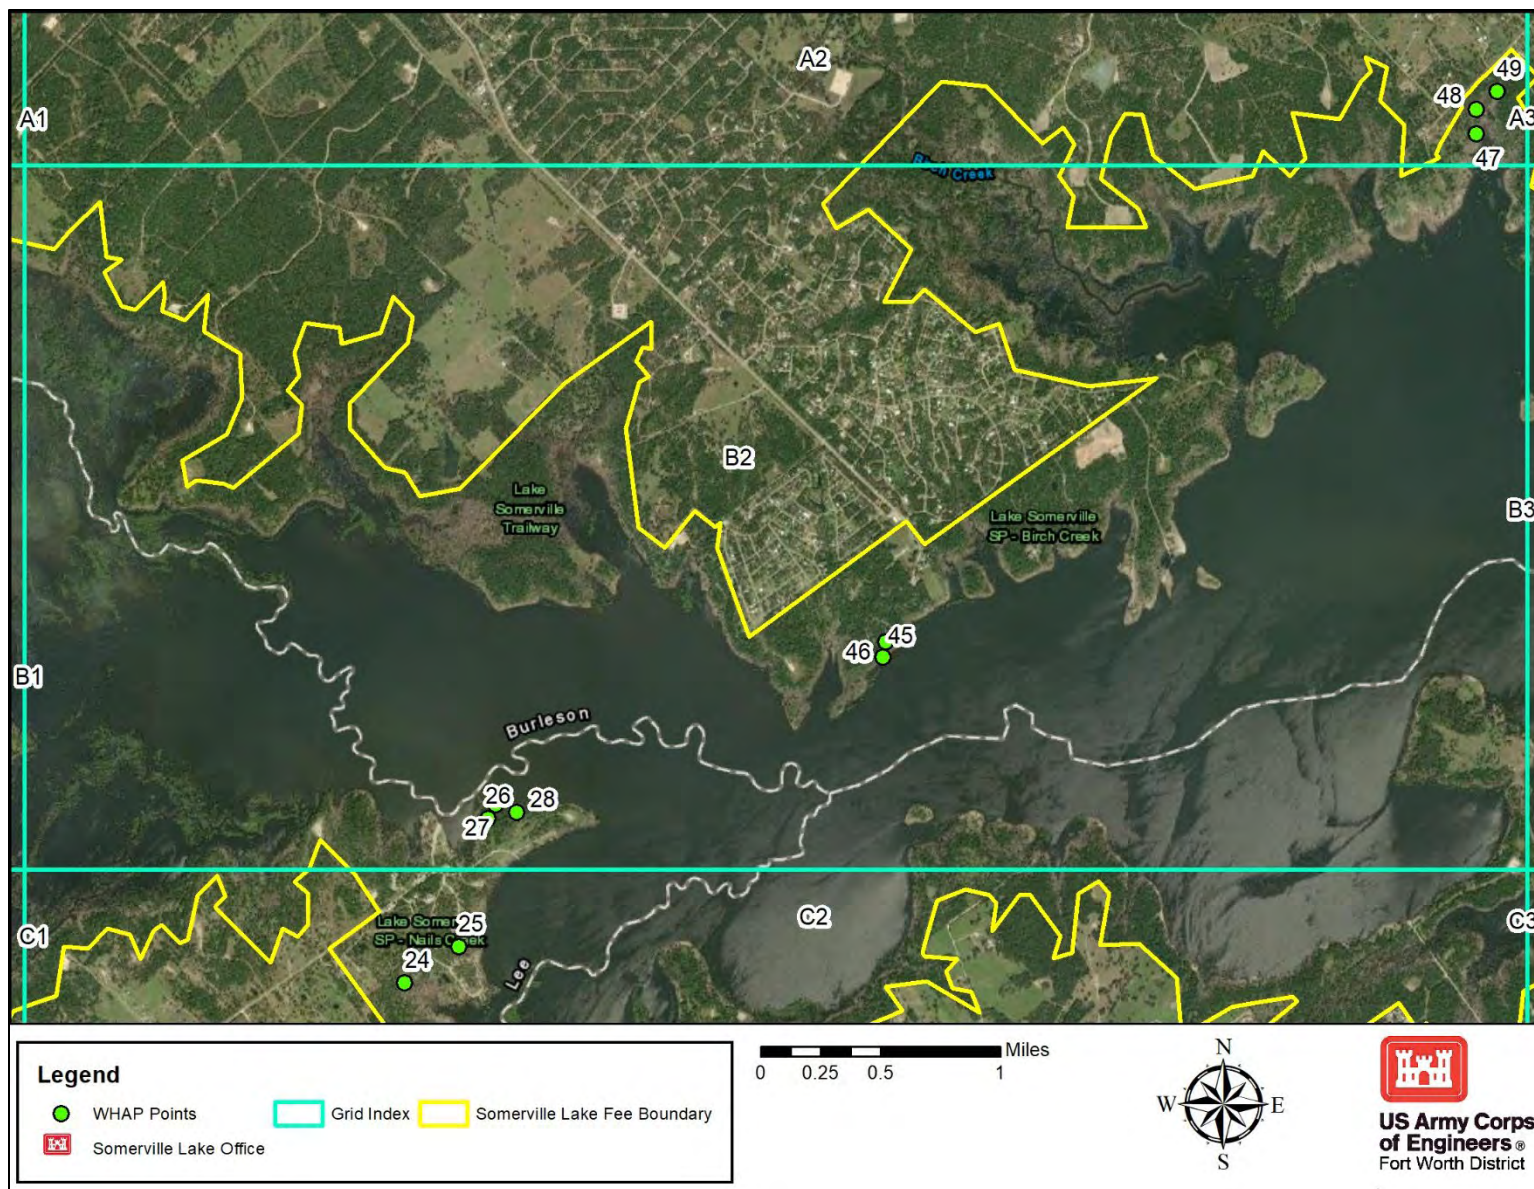 A2
A1
49
48
A3
47
Birch Creek
B2
Lake
Somerville
Trailway
Lake Somerville
SP - Birch Creek
B3
45
46
B1
Burleson
26
28
27
C2
C1
C3
Lake Somer
25
SP - Nails Creek
24
Lee
Legend
WHAP Points
Grid Index
Somerville Lake Fee Boundary
Somerville Lake Office
Miles
0 0.25 0.5 1
N
W E
S
US Army Corps
of Engineers ®
Fort Worth District